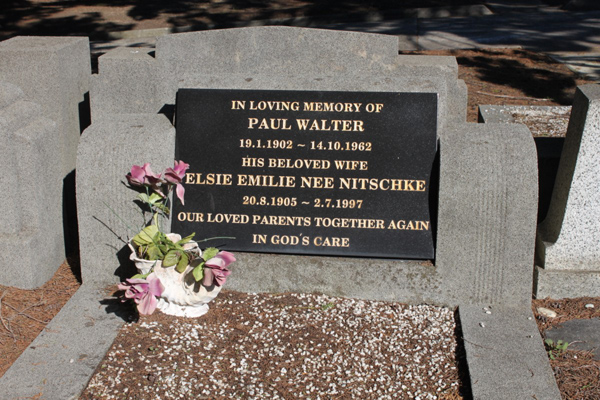 IN LOVING MEMORY OF
PAUL WALTER
19.1.1902 ~ 14.10.1962
HIS BELOVED WIFE
ELSIE EMILIE NEE NITSCHKE
20.8.1905 ~ 2.7.1997
OUR LOVED PARENTS TOGETHER AGAIN
IN GOD'S CARE